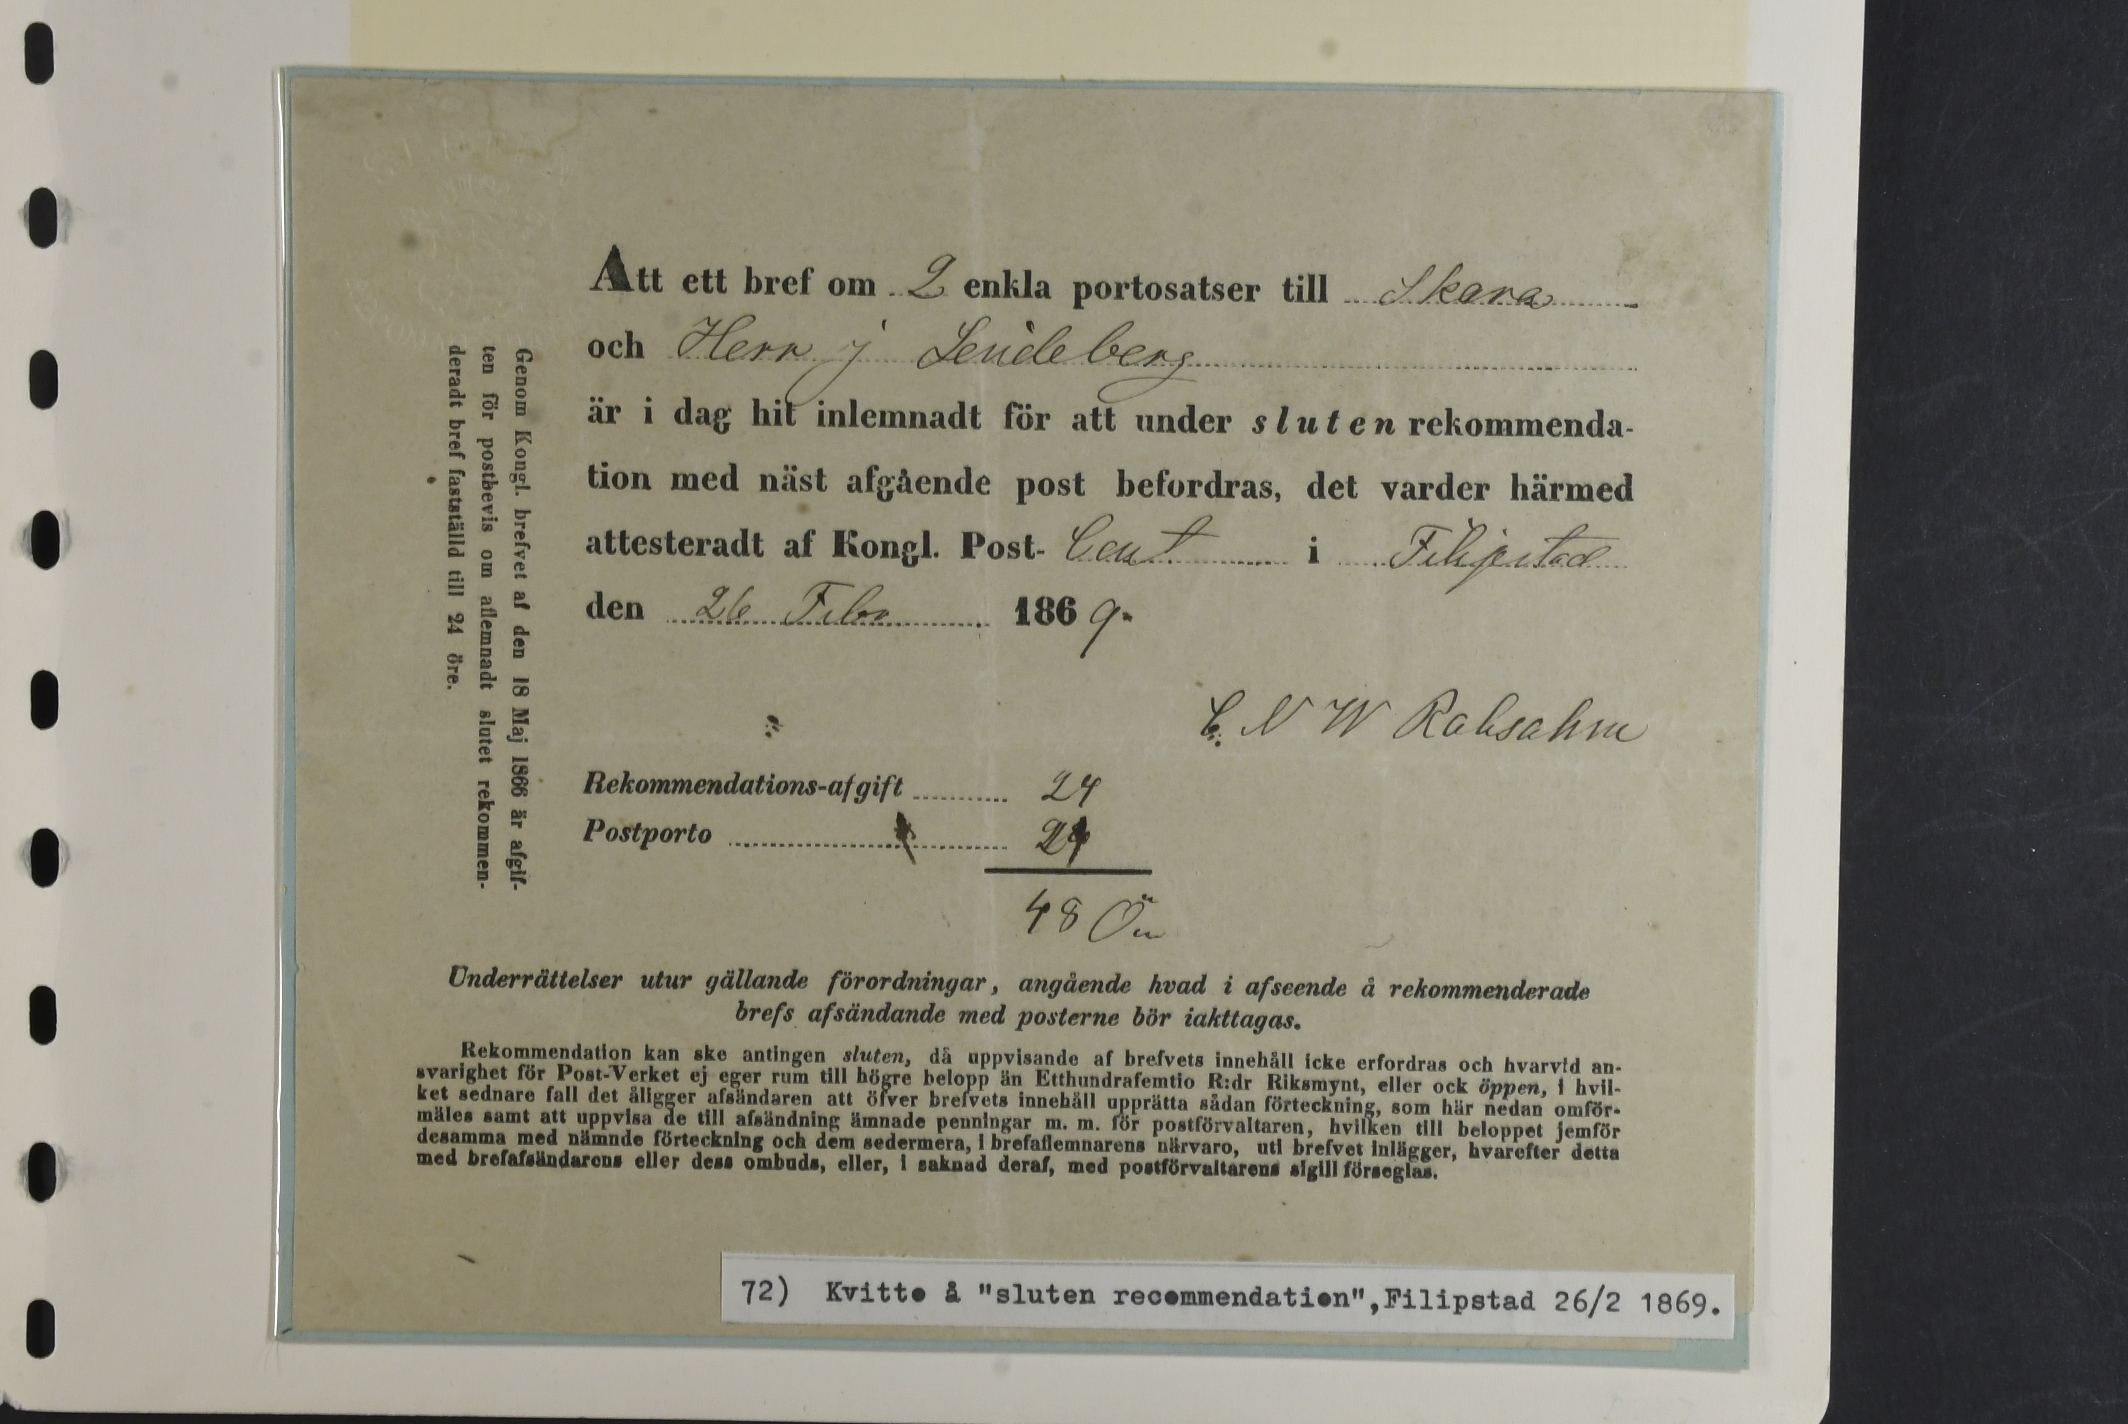 Att ett bref om 2 enkla portosatser till Skara
och Herr J Lendeberg
är i dag hit inlemnadt för att under sluten rekommenda-
tion med näst afgående post befordras, det varder härmed
attesteradt af Kongl. Post- Cont i Filipstad
den 26 Febr 1869.
C. N W Rabsahm
Rekommendations-afgift 24
Postporto 24
48 Öre
Genom Kongl. brefvet af den 18 Maj 1866 är afgif-
ten för postbevis om aflemnadt slutet rekommen-
deradt bref fastställd till 24 öre.
Underrättelser utur gällande förordningar, angående hvad i afseende å rekommenderade
brefs afsändande med posterne bör iakttagas.
Rekommendation kan ske antingen sluten, då uppvisande af brefvets innehåll icke erfordras och hvarvid an-
svarighet för Post-Verket ej eger rum till högre belopp än Etthundrafemtio R:dr Riksmynt, eller ock öppen, i hvil-
ket sednare fall det åligger afsändaren att öfver brefvets innehåll upprätta sådan förteckning, som här nedan omför-
mäles samt att uppvisa de till afsändning ämnade penningar m. m. för postförvaltaren, hvilken till beloppet jemför
desamma med nämnde förteckning och dem sedermera, i brefaflemnarens närvaro, uti brefvet inlägger, hvarefter detta
med brefafsändarens eller dess ombuds, eller, i saknad deraf, med postförvaltarens sigill förseglas.
72) Kvitto å "sluten recommendation",Filipstad 26/2 1869.